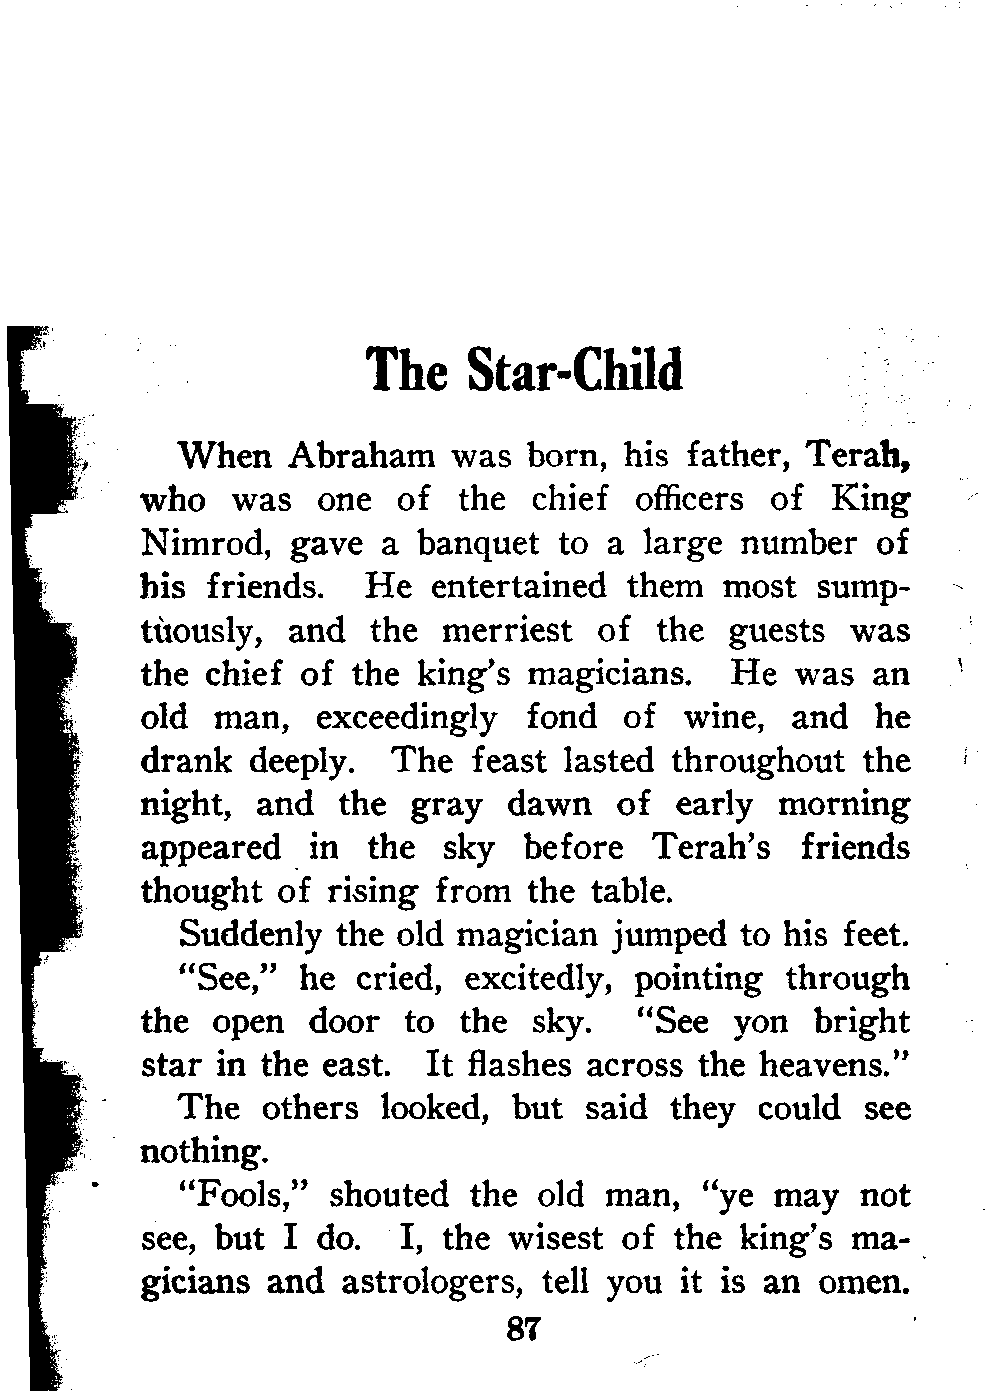 The Star-Child
When Abraham was born, his father, Terah,
who was one of the chief officers of King
Nimrod, gave a banquet to a large number of
his friends. He entertained them most sump-
tuously, and the merriest of the guests was
the chief of the king's magicians. He was an
old man, exceedingly fond of wine, and he
drank deeply. The feast lasted throughout the
night, and the gray dawn of early morning
appeared in the sky before Terah's friends
thought of rising from the table.
Suddenly the old magician jumped to his feet.
"See," he cried, excitedly, pointing through
the open door to the sky. "See yon bright
star in the east. It flashes across the heavens."
The others looked, but said they could see
nothing.
"Fools," shouted the old man, "ye may not
see, but I do. I, the wisest of the king's ma-
gicians and astrologers, tell you it is an omen.
87